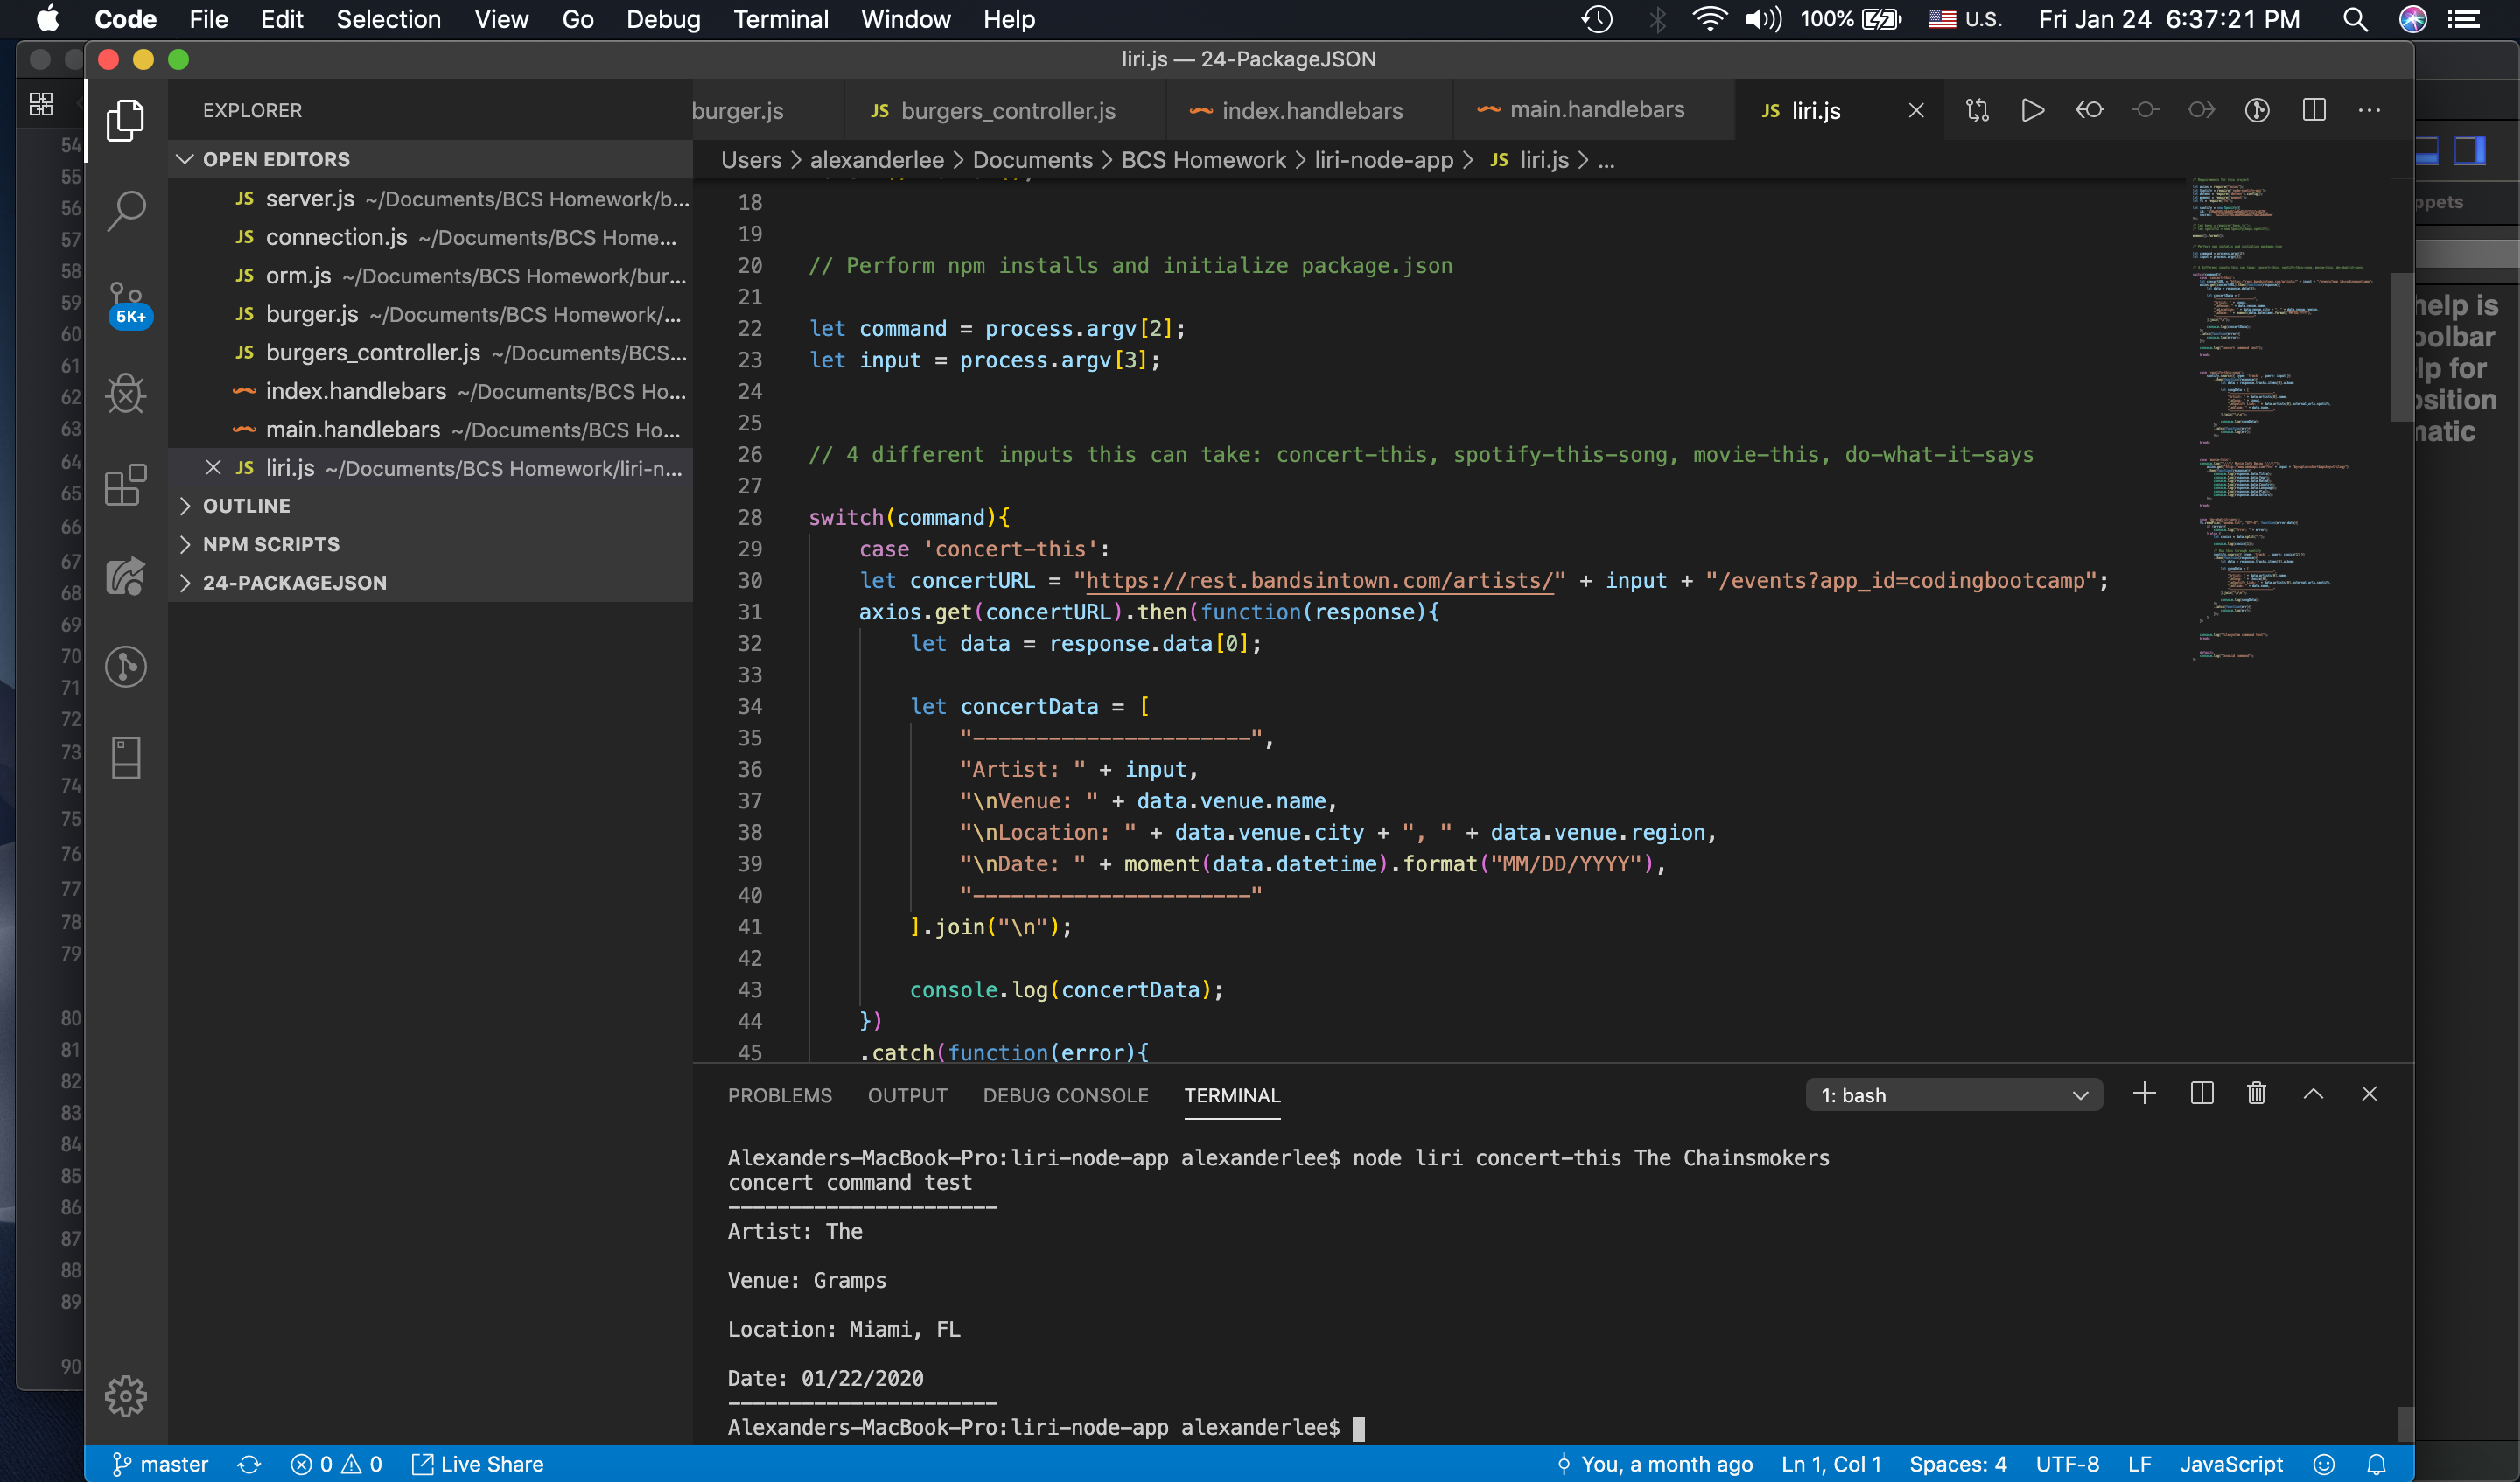 Code File Edit Selection View Go Debug Terminal Window Help 100% U.S. Fri Jan 24 6:37:21 PM
liri.js — 24-PackageJSON
EXPLORER
burger.js JS burgers_controller.js index.handlebars main.handlebars JS liri.js
OPEN EDITORS
Users > alexanderlee > Documents > BCS Homework > liri-node-app > JS liri.js > ...
JS server.js ~/Documents/BCS Homework/b...
JS connection.js ~/Documents/BCS Home...
JS orm.js ~/Documents/BCS Homework/bur...
JS burger.js ~/Documents/BCS Homework/...
JS burgers_controller.js ~/Documents/BCS...
index.handlebars ~/Documents/BCS Ho...
main.handlebars ~/Documents/BCS Ho...
JS liri.js ~/Documents/BCS Homework/liri-n...
OUTLINE
NPM SCRIPTS
24-PACKAGEJSON
5K+
54
55
56
57
58
59
60
61
62
63
64
65
66
67
68
69
70
71
72
73
74
75
76
77
78
79
80
81
82
83
84
85
86
87
88
89
90
18
19
20 // Perform npm installs and initialize package.json
21
22 let command = process.argv[2];
23 let input = process.argv[3];
24
25
26 // 4 different inputs this can take: concert-this, spotify-this-song, movie-this, do-what-it-says
27
28 switch(command){
29 case 'concert-this':
30 let concertURL = "https://rest.bandsintown.com/artists/" + input + "/events?app_id=codingbootcamp";
31 axios.get(concertURL).then(function(response){
32 let data = response.data[0];
33
34 let concertData = [
35 "----------------------",
36 "Artist: " + input,
37 "\nVenue: " + data.venue.name,
38 "\nLocation: " + data.venue.city + ", " + data.venue.region,
39 "\nDate: " + moment(data.datetime).format("MM/DD/YYYY"),
40 "----------------------"
41 ].join("\n");
42
43 console.log(concertData);
44 })
45 .catch(function(error){
ppets
help is
oolbar
lp for
osition
matic
PROBLEMS OUTPUT DEBUG CONSOLE TERMINAL 1: bash
Alexanders-MacBook-Pro:liri-node-app alexanderlee$ node liri concert-this The Chainsmokers
concert command test
----------------------
Artist: The
Venue: Gramps
Location: Miami, FL
Date: 01/22/2020
----------------------
Alexanders-MacBook-Pro:liri-node-app alexanderlee$
master 0 0 Live Share You, a month ago Ln 1, Col 1 Spaces: 4 UTF-8 LF JavaScript